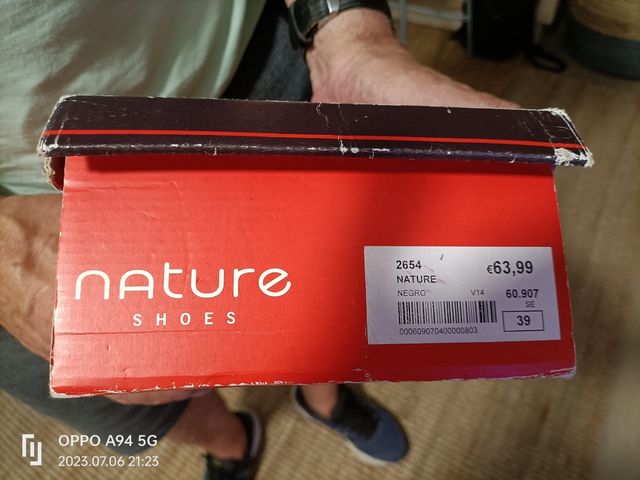 nature
SHOES
2654 €63,99
NATURE
NEGRO V14 60.907
SE
39
000609070400000803
OPPO A94 5G
2023.07.06 21:23